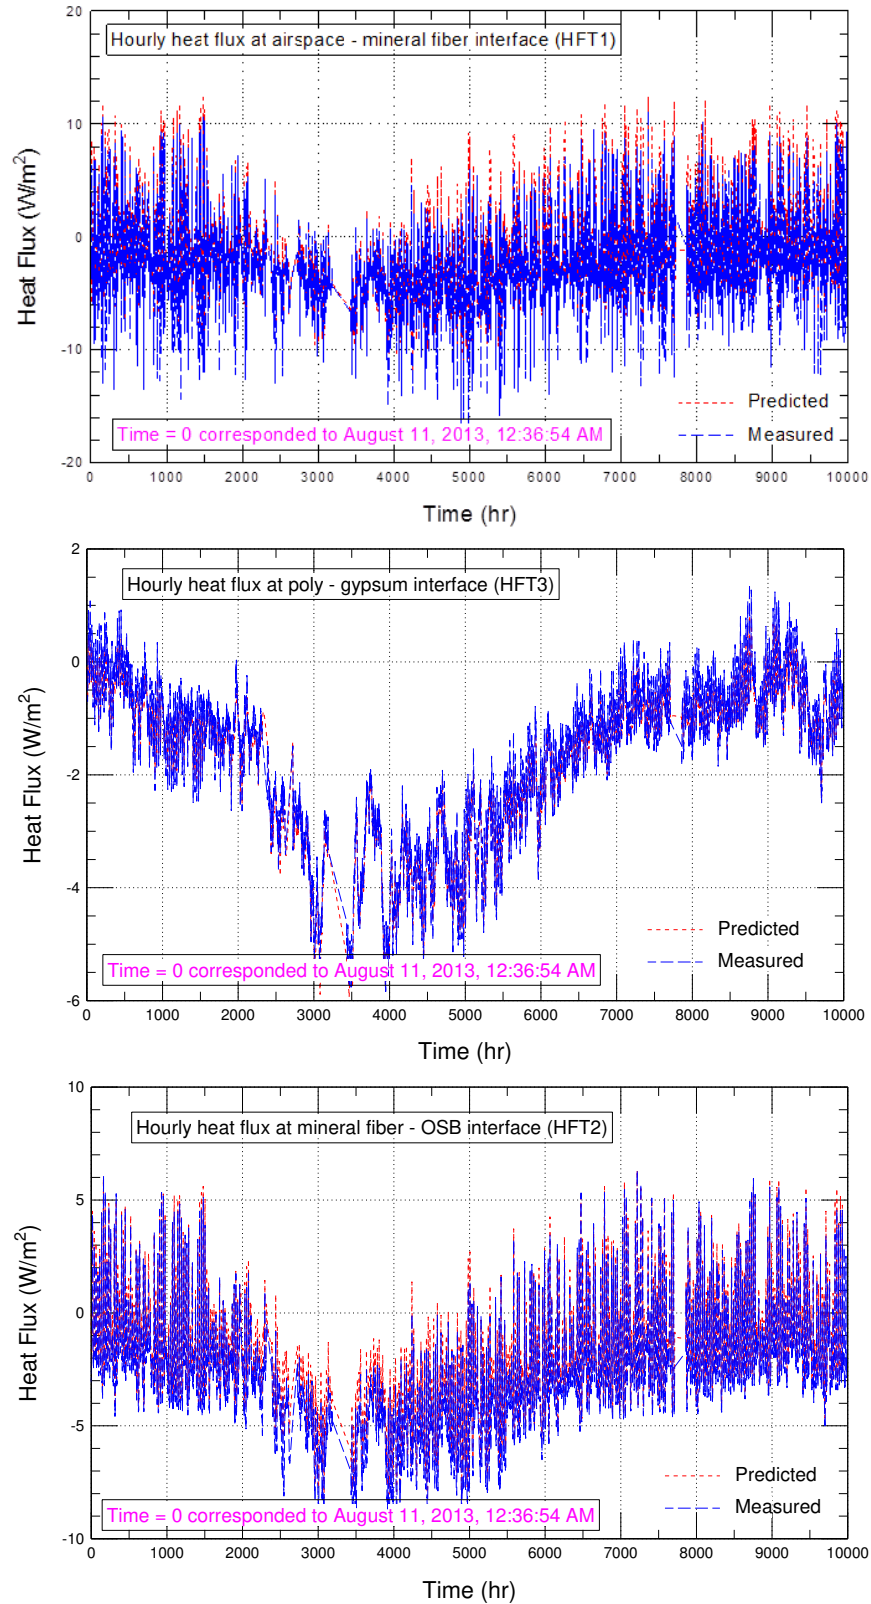 Hourly heat flux at airspace - mineral fiber interface (HFT1)
20
10
0
-10
-20
Heat Flux (W/m²)
Predicted
Measured
Time = 0 corresponded to August 11, 2013, 12:36:54 AM
0 1000 2000 3000 4000 5000 6000 7000 8000 9000 10000
Time (hr)
Hourly heat flux at poly - gypsum interface (HFT3)
2
0
-2
-4
-6
Heat Flux (W/m²)
Predicted
Measured
Time = 0 corresponded to August 11, 2013, 12:36:54 AM
0 1000 2000 3000 4000 5000 6000 7000 8000 9000 10000
Time (hr)
Hourly heat flux at mineral fiber - OSB interface (HFT2)
10
5
0
-5
-10
Heat Flux (W/m²)
Predicted
Measured
Time = 0 corresponded to August 11, 2013, 12:36:54 AM
0 1000 2000 3000 4000 5000 6000 7000 8000 9000 10000
Time (hr)